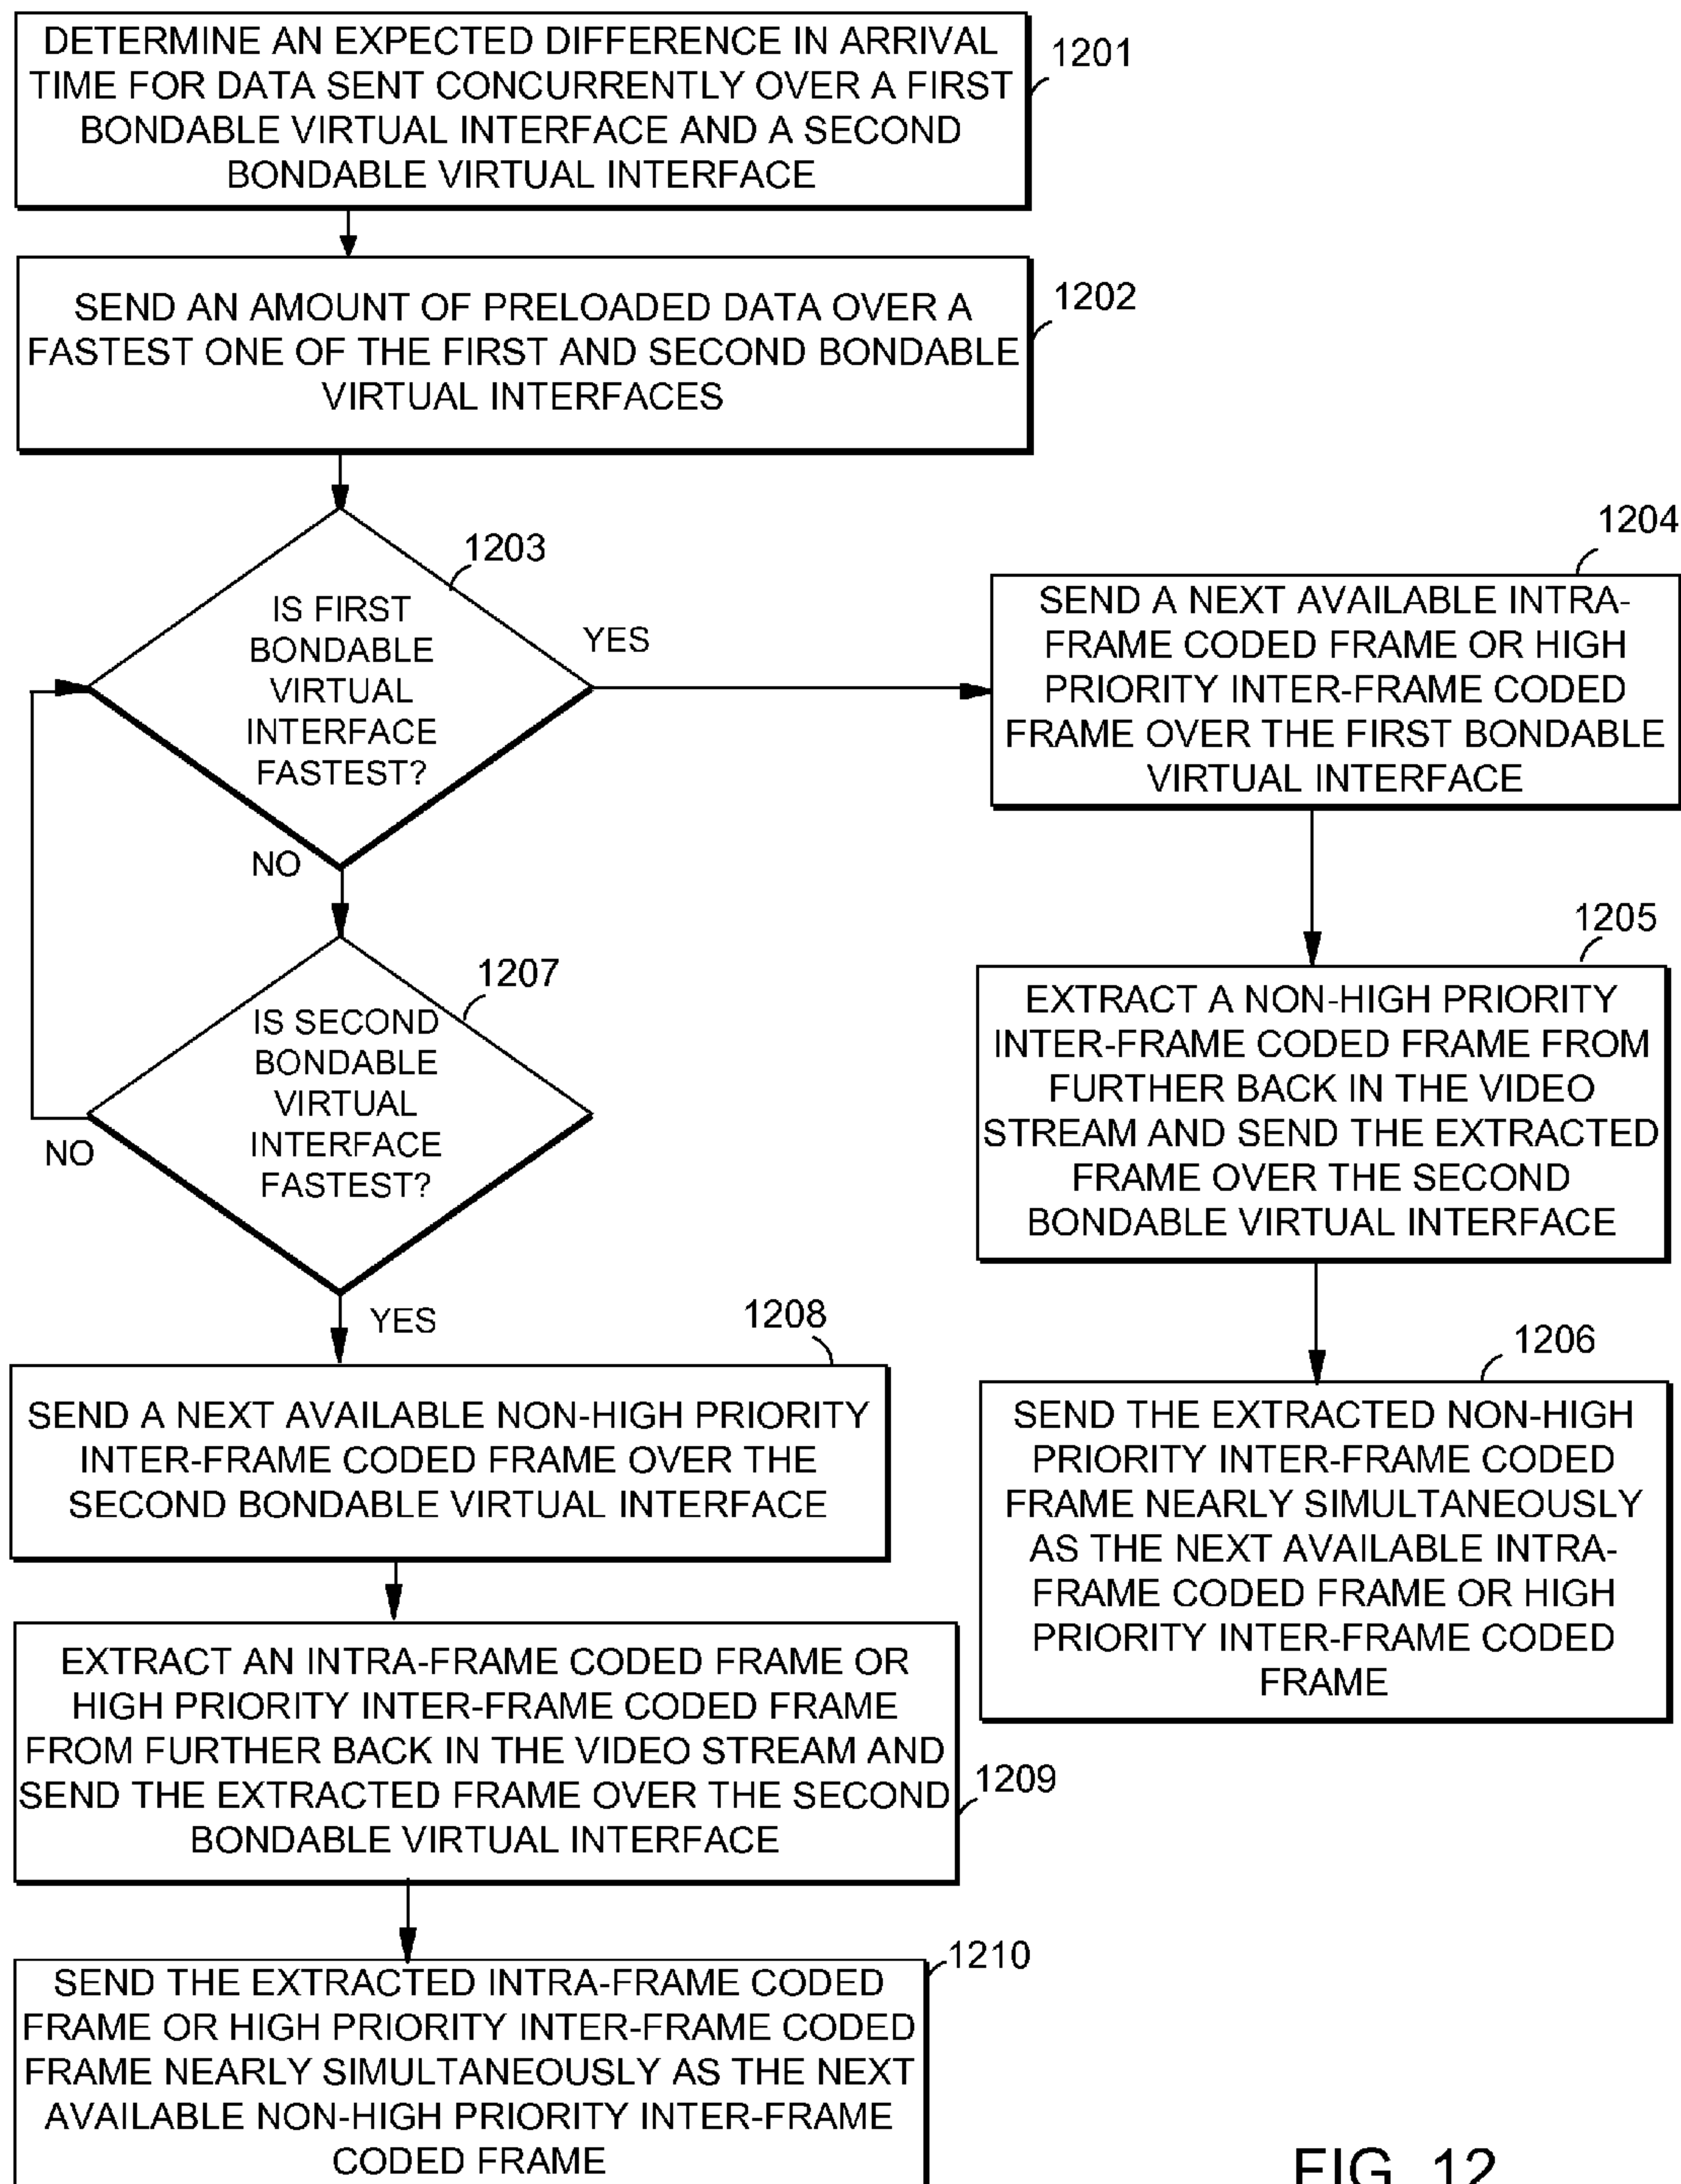 DETERMINE AN EXPECTED DIFFERENCE IN ARRIVAL
TIME FOR DATA SENT CONCURRENTLY OVER A FIRST
BONDABLE VIRTUAL INTERFACE AND A SECOND
BONDABLE VIRTUAL INTERFACE
1201
SEND AN AMOUNT OF PRELOADED DATA OVER A
FASTEST ONE OF THE FIRST AND SECOND BONDABLE
VIRTUAL INTERFACES
1202
1203
IS FIRST
BONDABLE
VIRTUAL
INTERFACE
FASTEST?
YES
NO
1204
SEND A NEXT AVAILABLE INTRA-
FRAME CODED FRAME OR HIGH
PRIORITY INTER-FRAME CODED
FRAME OVER THE FIRST BONDABLE
VIRTUAL INTERFACE
1205
EXTRACT A NON-HIGH PRIORITY
INTER-FRAME CODED FRAME FROM
FURTHER BACK IN THE VIDEO
STREAM AND SEND THE EXTRACTED
FRAME OVER THE SECOND
BONDABLE VIRTUAL INTERFACE
1206
SEND THE EXTRACTED NON-HIGH
PRIORITY INTER-FRAME CODED
FRAME NEARLY SIMULTANEOUSLY
AS THE NEXT AVAILABLE INTRA-
FRAME CODED FRAME OR HIGH
PRIORITY INTER-FRAME CODED
FRAME
1207
IS SECOND
BONDABLE
VIRTUAL
INTERFACE
FASTEST?
NO
YES
1208
SEND A NEXT AVAILABLE NON-HIGH PRIORITY
INTER-FRAME CODED FRAME OVER THE
SECOND BONDABLE VIRTUAL INTERFACE
EXTRACT AN INTRA-FRAME CODED FRAME OR
HIGH PRIORITY INTER-FRAME CODED FRAME
FROM FURTHER BACK IN THE VIDEO STREAM AND
SEND THE EXTRACTED FRAME OVER THE SECOND
BONDABLE VIRTUAL INTERFACE
1209
1210
SEND THE EXTRACTED INTRA-FRAME CODED
FRAME OR HIGH PRIORITY INTER-FRAME CODED
FRAME NEARLY SIMULTANEOUSLY AS THE NEXT
AVAILABLE NON-HIGH PRIORITY INTER-FRAME
CODED FRAME
FIG. 12